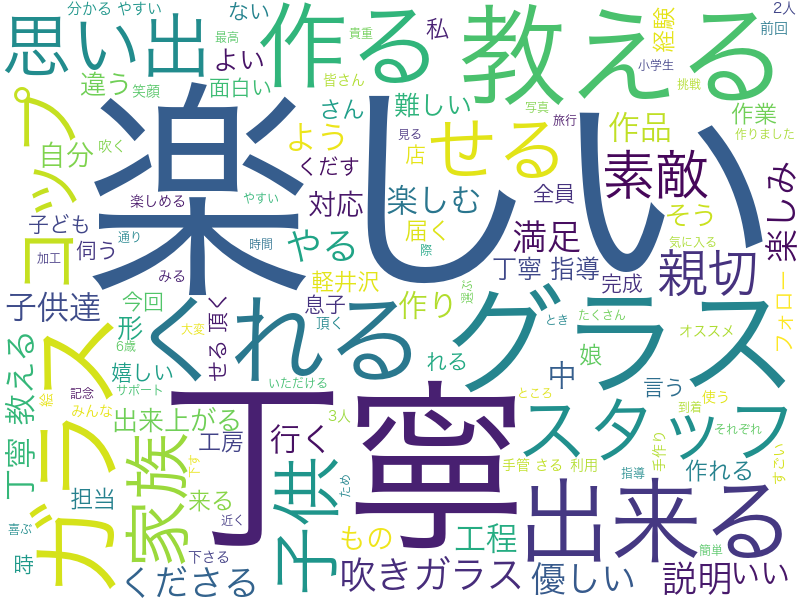 分かる やすい
ない
2人
思い出
作る
教える
最高
よい
貴重
私
経験
前回
違う
笑顔
面白い
皆さん
小学生
挑戦
コップ
楽しい
さん
難しい
写真
旅行
作業
吹く
よう
せる
作品
作りました
自分
見る
店
くだす
素敵
楽しめる
やすい
対応
楽しむ
全員
そう
楽しみ
子ども
通り
時間
届く
満足
気に入る
伺う
加工
やる
際
みる
軽井沢
丁寧 指導
完成
親切
子供達
今回
せる 頂く
息子
作り
遊ぶ
たくさん
フォロー
形
大変
頂く
くれる
グラス
とき
オススメ
丁寧 教える
6歳
嬉しい
れる
娘
ガラス
サポート
いただける
中
言う
ところ
使う
絵
記念
みんな
丁寧
スタッフ
到着
出来上がる
3人
それぞれ
家族
工房
行く
手管 さる 利用
手作り
作れる
すごい
下す
子供
担当
来る
ため
出来る
指導
近く
もの
工程
喜ぶ
簡単
時
下さる
くださる
吹きガラス
優しい
説明
いい